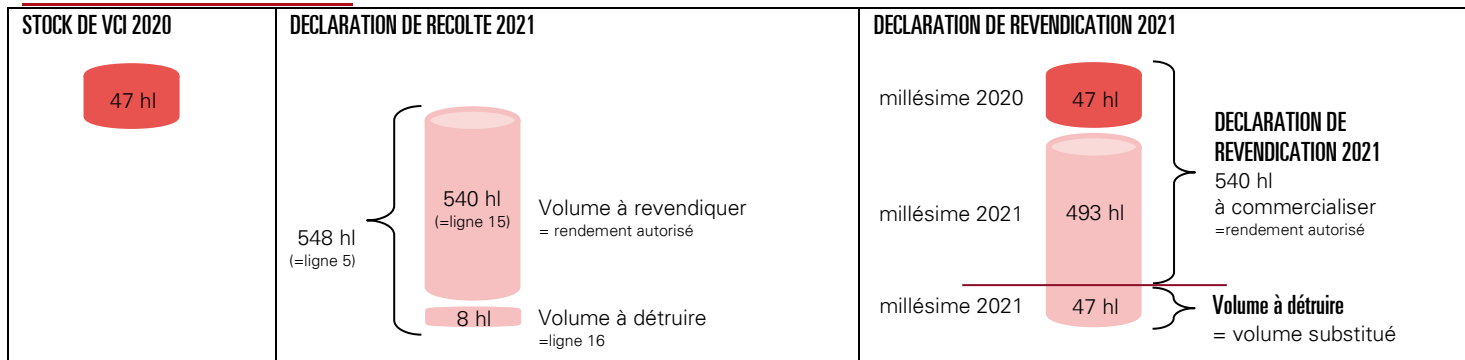 STOCK DE VCI 2020
47 hl
DECLARATION DE RECOLTE 2021
548 hl
(=ligne 5)
540 hl
(=ligne 15)
Volume à revendiquer
= rendement autorisé
8 hl
Volume à détruire
=ligne 16
DECLARATION DE REVENDICATION 2021
millésime 2020
47 hl
millésime 2021
493 hl
DECLARATION DE
REVENDICATION 2021
540 hl
à commercialiser
=rendement autorisé
millésime 2021
47 hl
Volume à détruire
= volume substitué